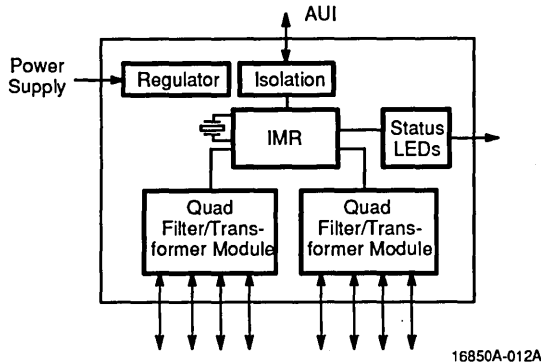 AUI
Power
Supply
Regulator
Isolation
IMR
Status
LEDs
Quad
Filter/Trans-
former Module
Quad
Filter/Trans-
former Module
16850A-012A